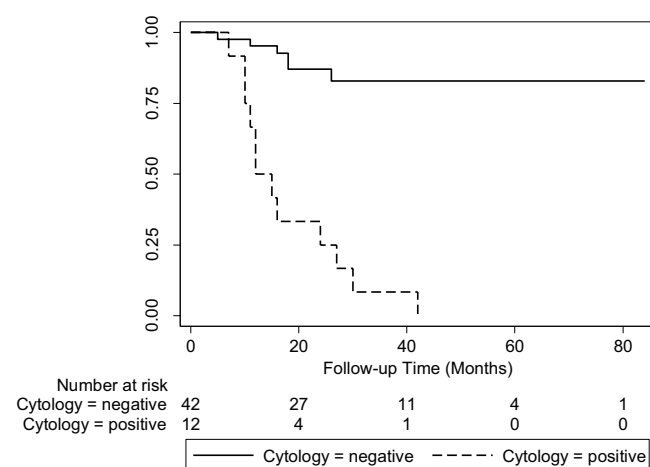 1.00
0.75
0.50
0.25
0.00
0 20 40 60 80
Follow-up Time (Months)
Number at risk
Cytology = negative 42 27 11 4 1
Cytology = positive 12 4 1 0 0
Cytology = negative Cytology = positive